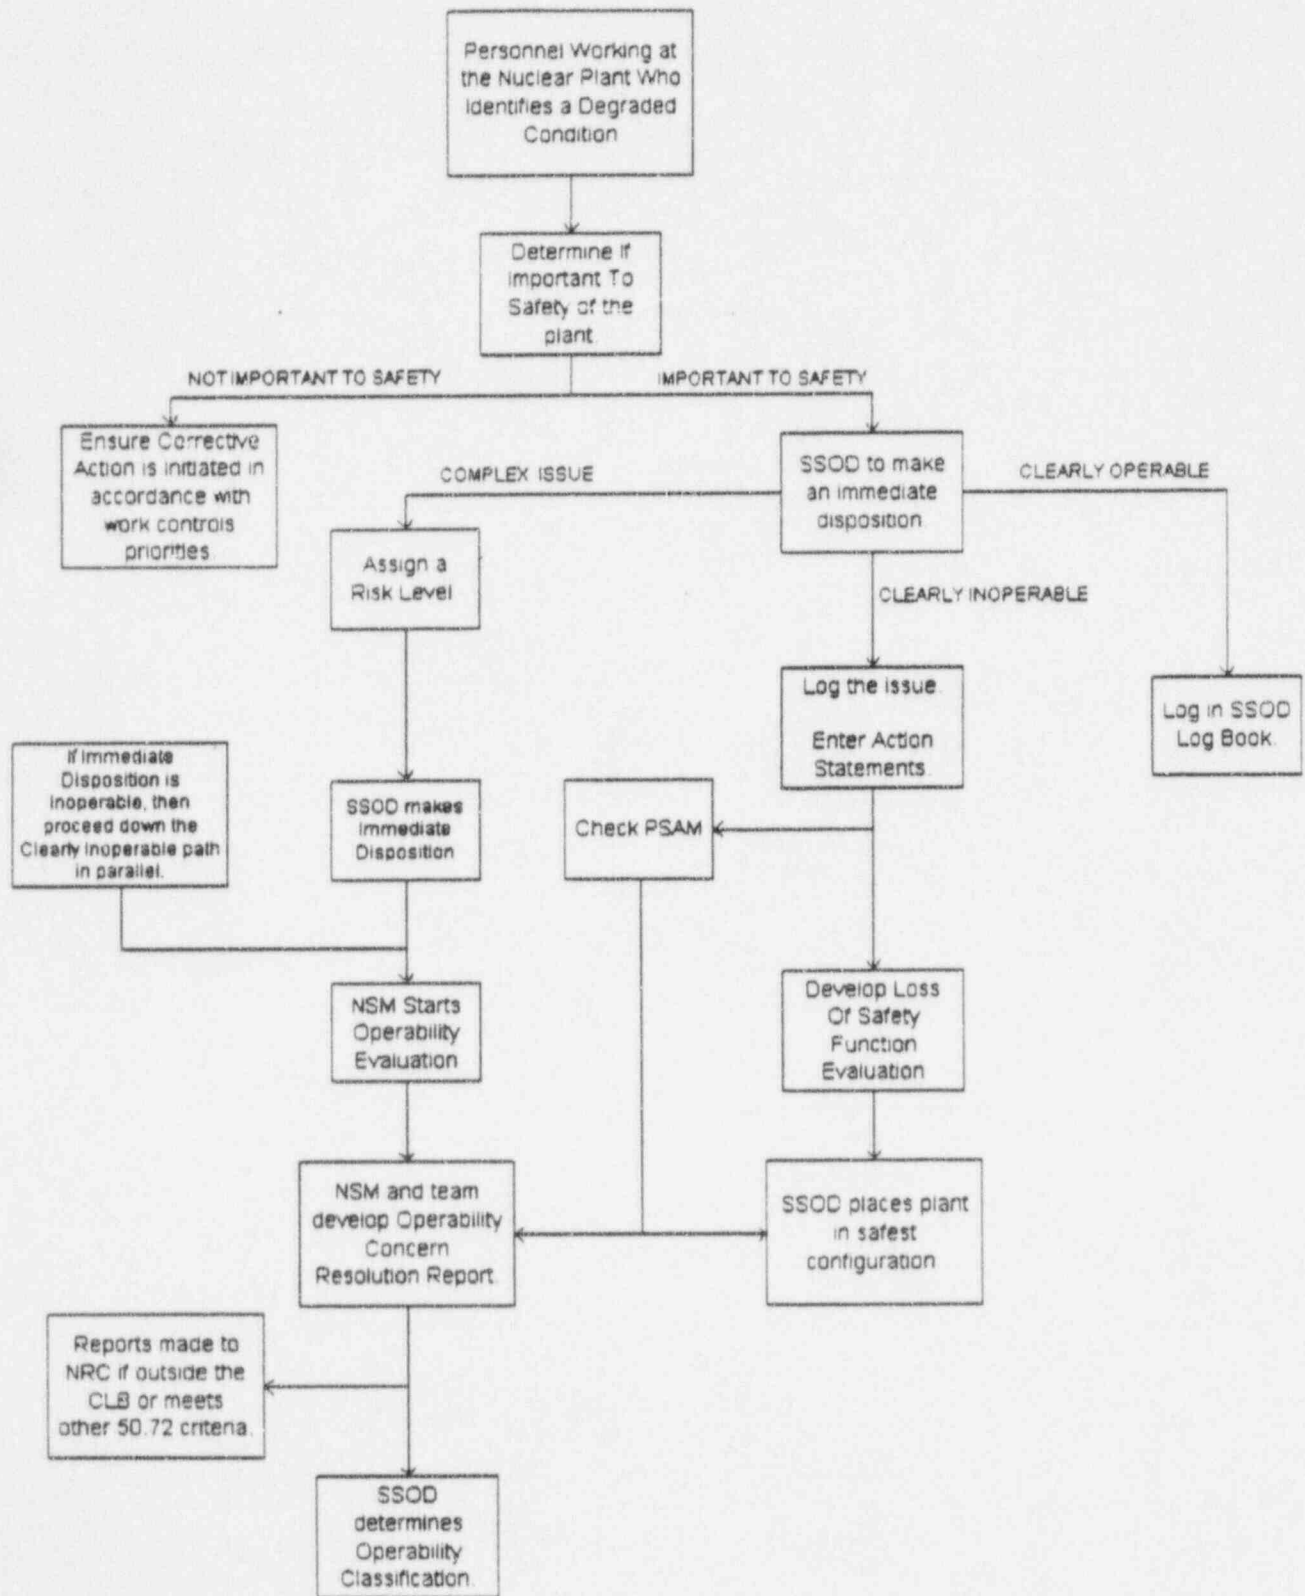 Personnel Working at
the Nuclear Plant Who
Identifies a Degraded
Condition
Determine If
Important To
Safety of the
plant.
NOT IMPORTANT TO SAFETY
IMPORTANT TO SAFETY
Ensure Corrective
Action is initiated in
accordance with
work controls
priorities
COMPLEX ISSUE
SSOD to make
an immediate
disposition.
CLEARLY OPERABLE
Assign a
Risk Level
CLEARLY INOPERABLE
Log the issue.
Enter Action
Statements.
Log in SSOD
Log Book.
If Immediate
Disposition is
Inoperable, then
proceed down the
Clearly Inoperable path
in parallel.
SSOD makes
Immediate
Disposition
Check PSAM
NSM Starts
Operability
Evaluation
Develop Loss
Of Safety
Function
Evaluation
NSM and team
develop Operability
Concern
Resolution Report.
SSOD places plant
in safest
configuration
Reports made to
NRC if outside the
CLB or meets
other 50.72 criteria.
SSOD
determines
Operability
Classification.